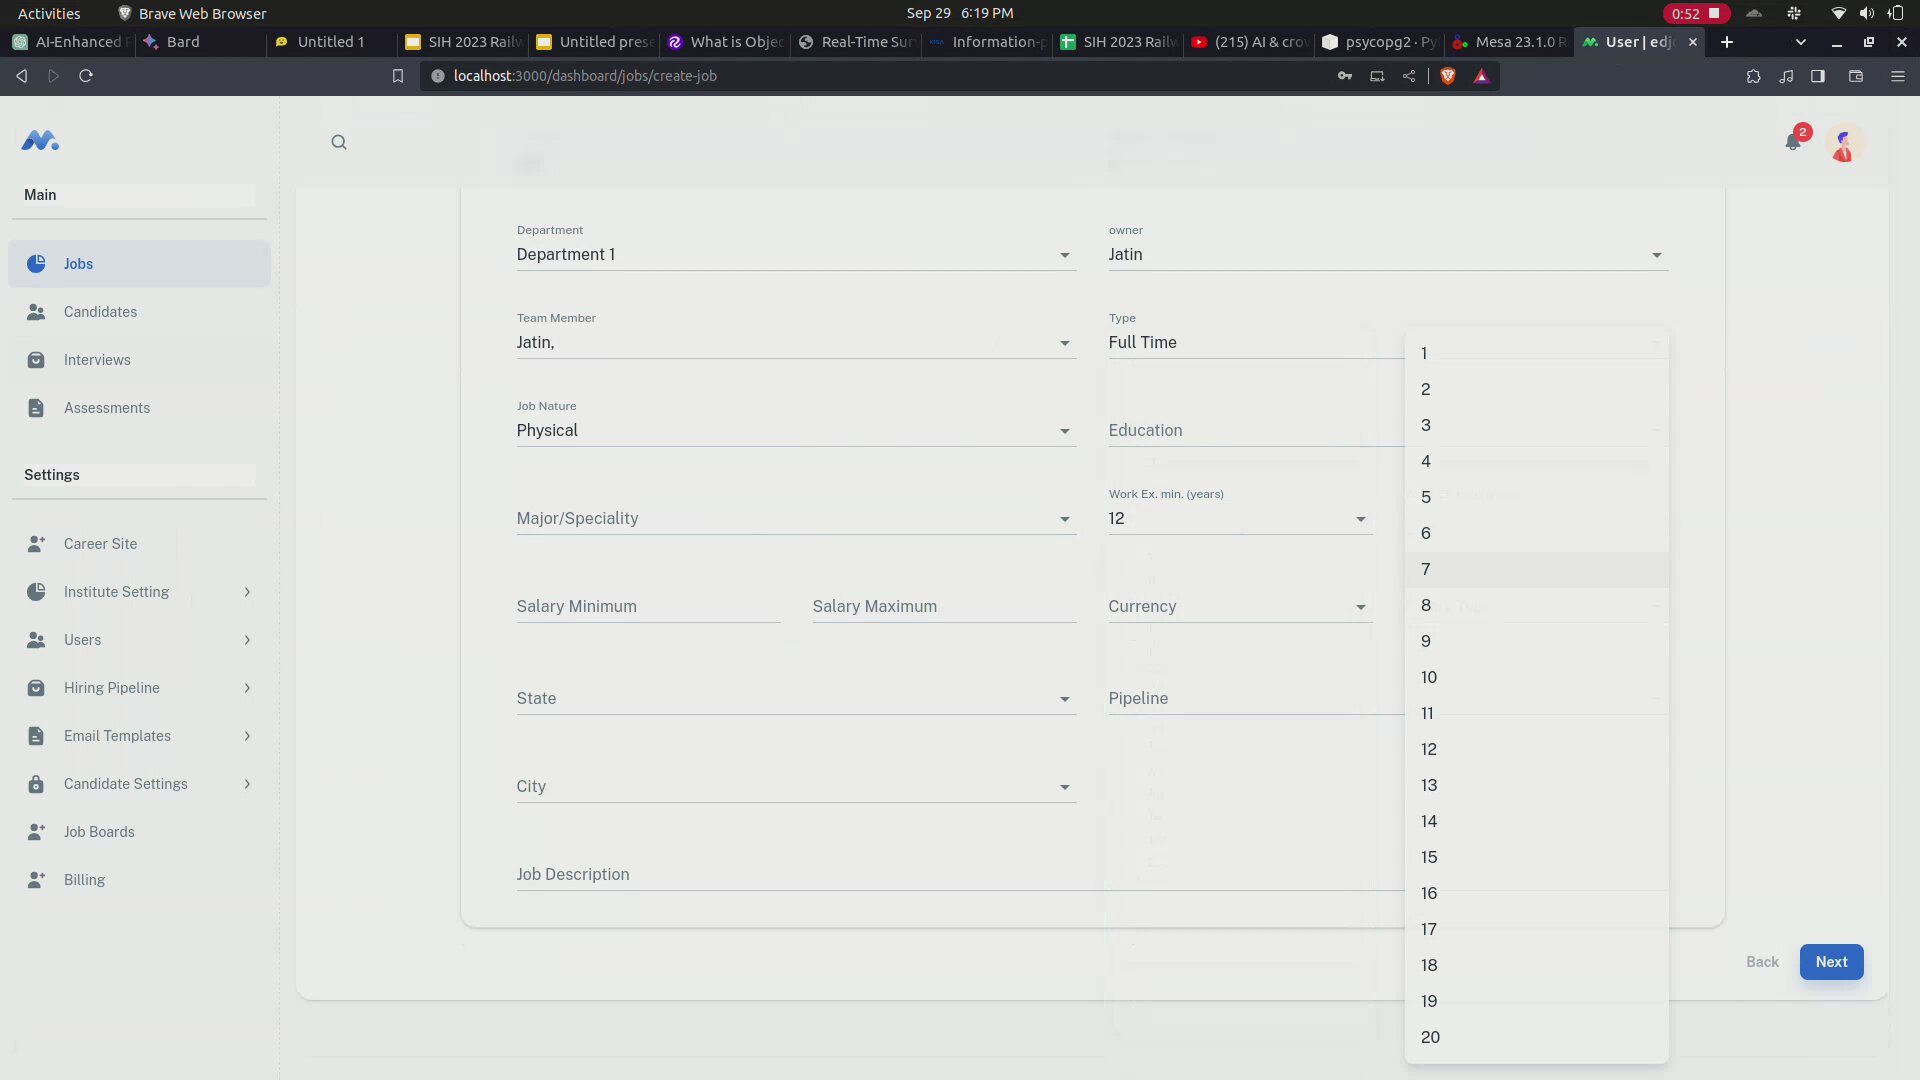 Activities Brave Web Browser Sep 29 6:19 PM 0:52
AI-Enhanced Bard Untitled 1 SIH 2023 Railw Untitled prese What is Objec Real-Time Sur Information-p SIH 2023 Railw (215) AI & crow psycopg2 · Py Mesa 23.1.0 R User | edj
localhost:3000/dashboard/jobs/create-job
2
Main
Jobs
Candidates
Interviews
Assessments
Settings
Career Site
Institute Setting
Users
Hiring Pipeline
Email Templates
Candidate Settings
Job Boards
Billing
Department
Department 1
owner
Jatin
Team Member
Jatin,
Type
Full Time
Job Nature
Physical
Education
Major/Speciality
Work Ex. min. (years)
12
Salary Minimum
Salary Maximum
Currency
State
Pipeline
City
Job Description
1
2
3
4
5
6
7
8
9
10
11
12
13
14
15
16
17
18
19
20
Back
Next